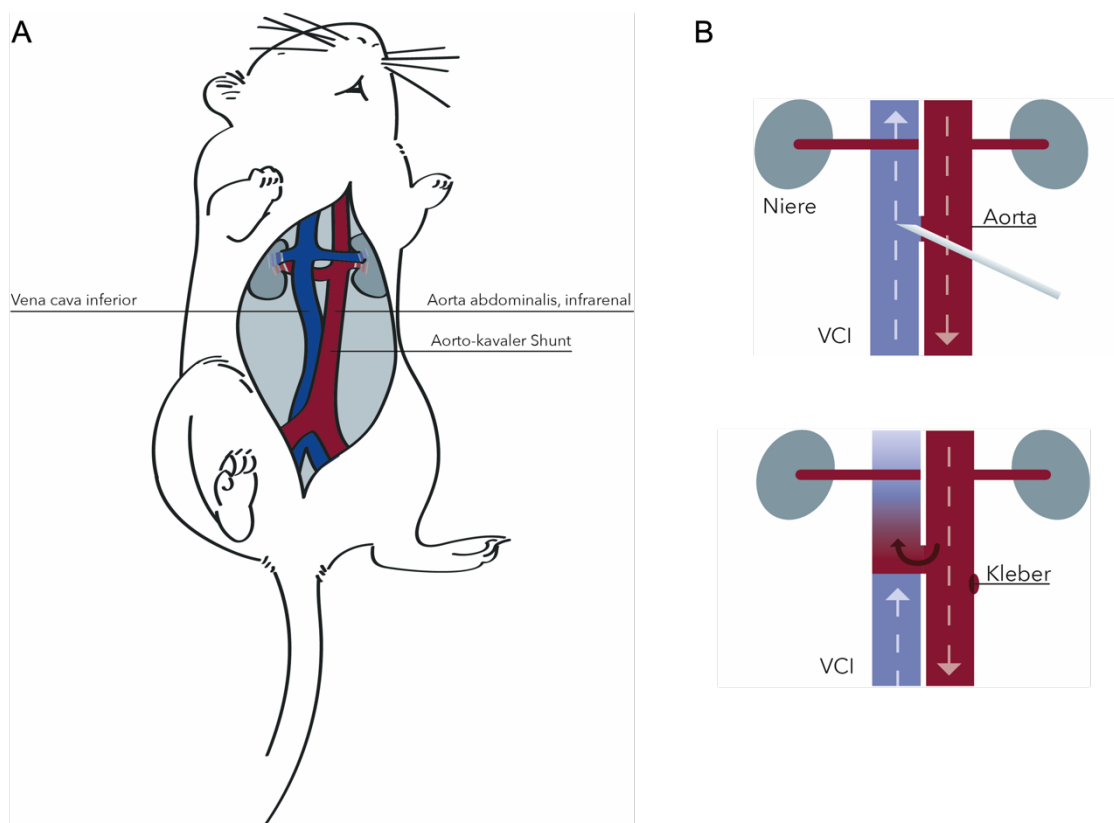 A
Vena cava inferior
Aorta abdominalis, infrarenal
Aorto-kavaler Shunt
B
Niere
Aorta
VCI
Kleber
VCI